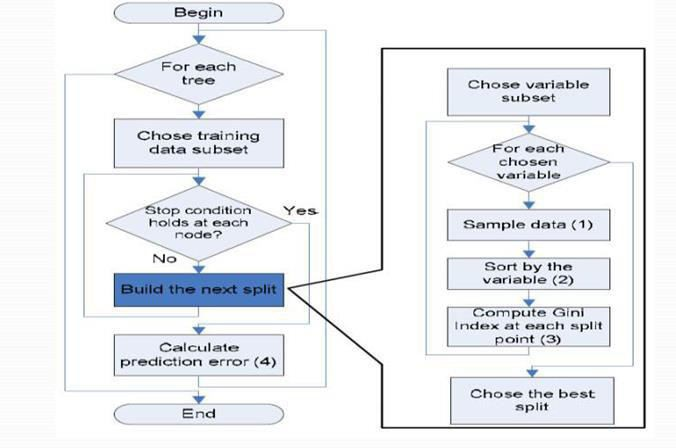 Begin
For each
tree
Chose training
data subset
Stop condition
holds at each
node?
Yes
No
Build the next split
Calculate
prediction error (4)
End
Chose variable
subset
For each
chosen
variable
Sample data (1)
Sort by the
variable (2)
Compute Gini
Index at each split
point (3)
Chose the best
split